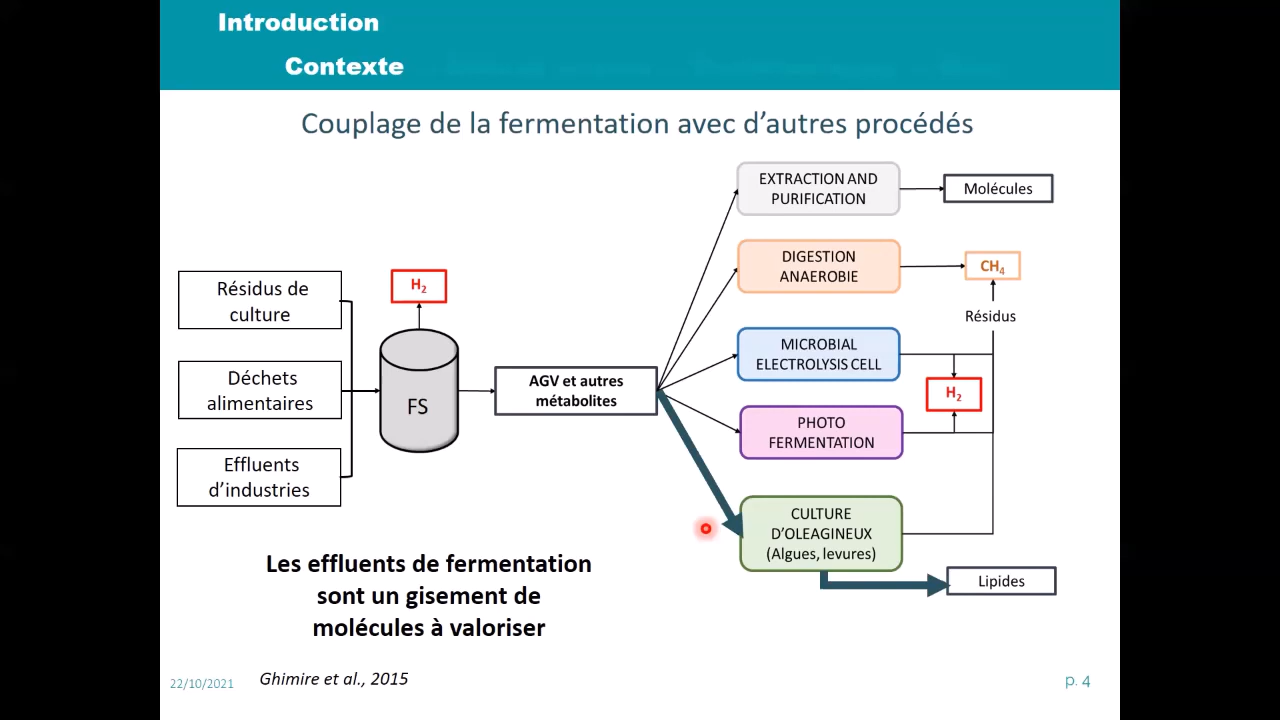 Introduction
Contexte
Couplage de la fermentation avec d’autres procédés
Résidus de
culture
Déchets
alimentaires
Effluents
d’industries
H2
FS
AGV et autres
métabolites
EXTRACTION AND
PURIFICATION
Molécules
DIGESTION
ANAEROBIE
CH4
Résidus
MICROBIAL
ELECTROLYSIS CELL
H2
PHOTO
FERMENTATION
CULTURE
D’OLEAGINEUX
(Algues, levures)
Lipides
Les effluents de fermentation
sont un gisement de
molécules à valoriser
22/10/2021
Ghimire et al., 2015
p. 4